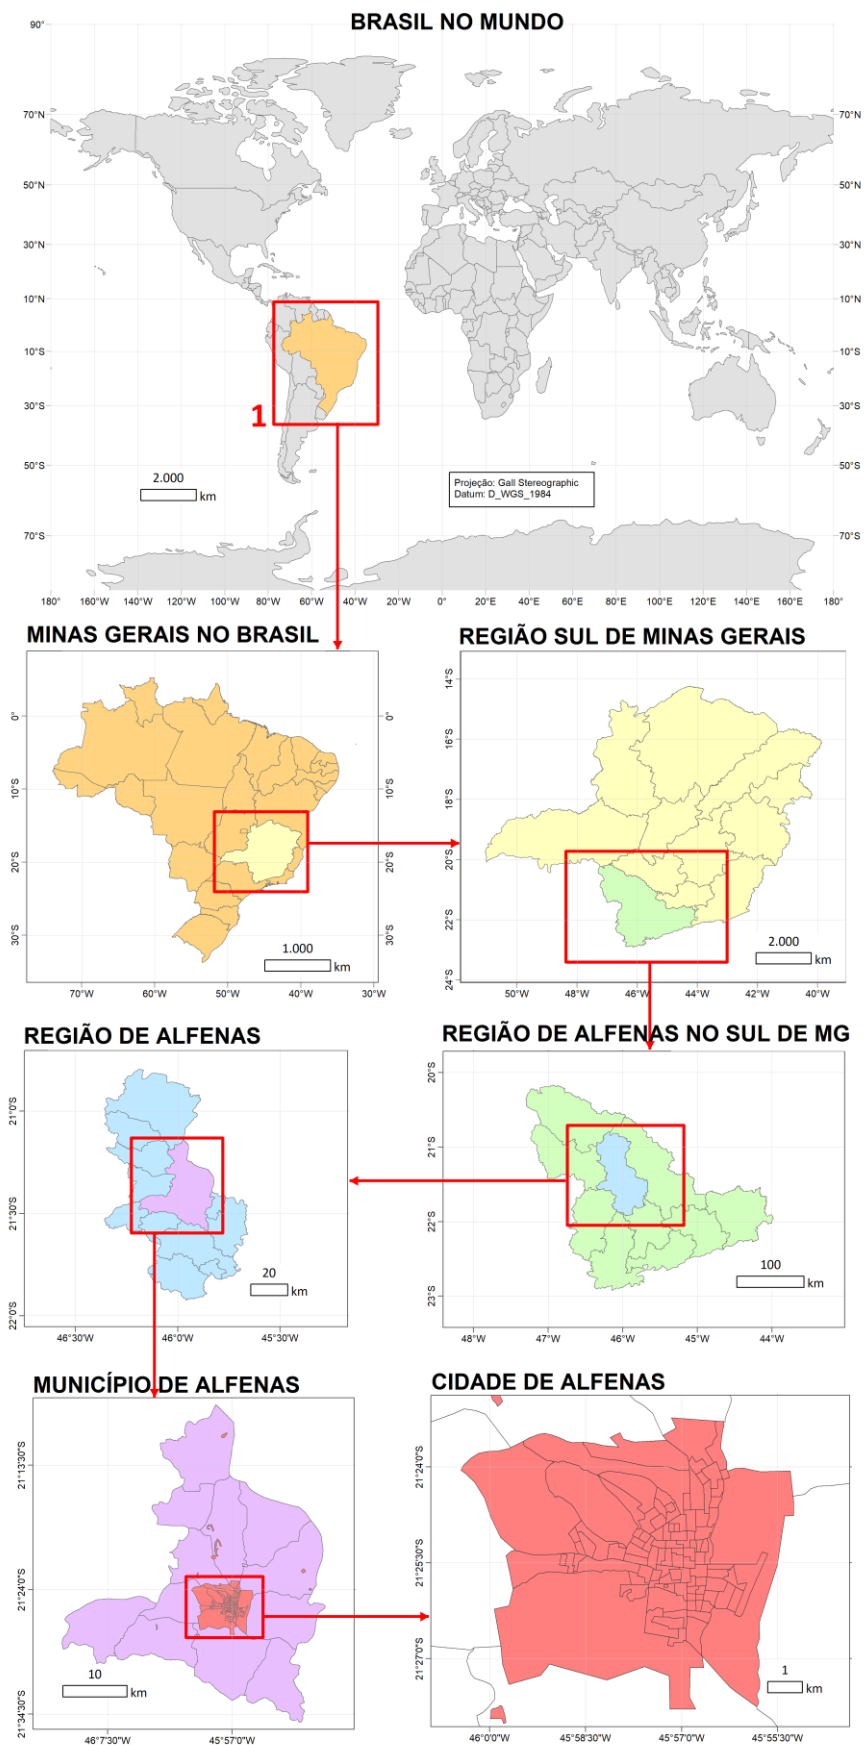 BRASIL NO MUNDO
90°
70°N
70°N
50°N
50°N
30°N
30°N
10°N
10°N
10°S
10°S
30°S
30°S
1
50°S
50°S
2.000
km
Projeção: Gall Stereographic
Datum: D_WGS_1984
70°S
70°S
180° 160°W 140°W 120°W 100°W 80°W 60°W 40°W 20°W 0° 20°E 40°E 60°E 80°E 100°E 120°E 140°E 160°E 180°
MINAS GERAIS NO BRASIL
0°
0°
10°S
10°S
20°S
20°S
30°S
30°S
1.000
km
70°W 60°W 50°W 40°W 30°W
REGIÃO SUL DE MINAS GERAIS
14°S
16°S
18°S
20°S
22°S
24°S
2.000
km
50°W 48°W 46°W 44°W 42°W 40°W
REGIÃO DE ALFENAS
21°0'S
21°30'S
22°0'S
20
km
46°30'W 46°0'W 45°30'W
REGIÃO DE ALFENAS NO SUL DE MG
20°S
21°S
22°S
23°S
100
km
48°W 47°W 46°W 45°W 44°W
MUNICÍPIO DE ALFENAS
21°13'30"S
21°24'0"S
21°34'30"S
10
km
46°7'30"W 45°57'0"W
CIDADE DE ALFENAS
21°24'0"S
21°25'30"S
21°27'0"S
1
km
46°0'0"W 45°58'30"W 45°57'0"W 45°55'30"W